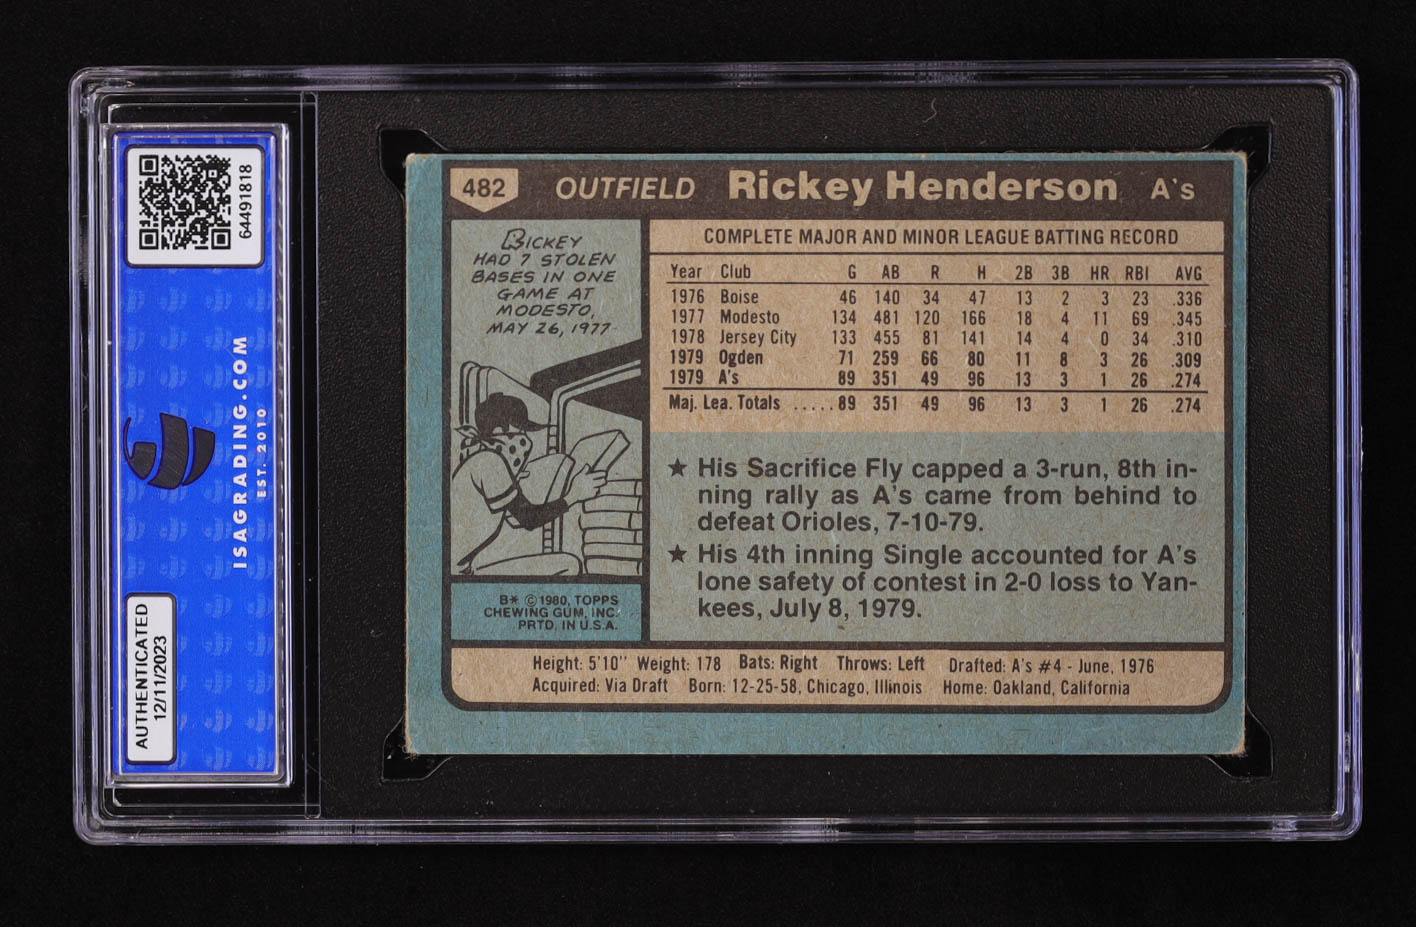 64491818
ISAGRADING.COM
EST. 2010
AUTHENTICATED
12/11/2023
482 OUTFIELD Rickey Henderson A's
RICKEY
HAD 7 STOLEN
BASES IN ONE
GAME AT
MODESTO,
MAY 26, 1977
B* © 1980, TOPPS
CHEWING GUM, INC.
PRTD. IN U.S.A.
COMPLETE MAJOR AND MINOR LEAGUE BATTING RECORD
Year Club G AB R H 2B 3B HR RBI AVG
1976 Boise 46 140 34 47 13 2 3 23 .336
1977 Modesto 134 481 120 166 18 4 11 69 .345
1978 Jersey City 133 455 81 141 14 4 0 34 .310
1979 Ogden 71 259 66 80 11 8 3 26 .309
1979 A's 89 351 49 96 13 3 1 26 .274
Maj. Lea. Totals .....89 351 49 96 13 3 1 26 .274
★ His Sacrifice Fly capped a 3-run, 8th in-
ning rally as A's came from behind to
defeat Orioles, 7-10-79.
★ His 4th inning Single accounted for A's
lone safety of contest in 2-0 loss to Yan-
kees, July 8, 1979.
Height: 5'10" Weight: 178 Bats: Right Throws: Left Drafted: A's #4 - June, 1976
Acquired: Via Draft Born: 12-25-58, Chicago, Illinois Home: Oakland, California